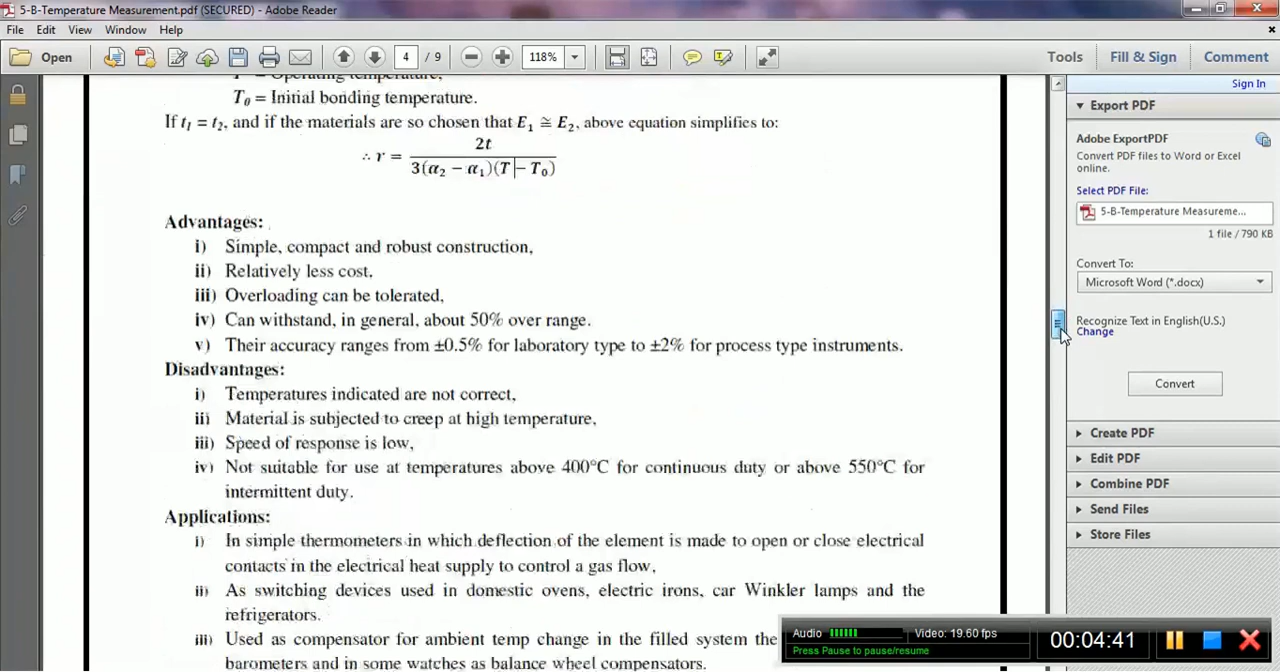 5-B-Temperature Measurement.pdf (SECURED) - Adobe Reader
File Edit View Window Help
Open 4 / 9 118% Tools Fill & Sign Comment
Sign In
T = Operating temperature,
T₀ = Initial bonding temperature.
If t₁ = t₂, and if the materials are so chosen that E₁ ≅ E₂, above equation simplifies to:
∴ r = 2t / 3(α₂ − α₁)(T − T₀)
Advantages:
i) Simple, compact and robust construction,
ii) Relatively less cost,
iii) Overloading can be tolerated,
iv) Can withstand, in general, about 50% over range.
v) Their accuracy ranges from ±0.5% for laboratory type to ±2% for process type instruments.
Disadvantages:
i) Temperatures indicated are not correct,
ii) Material is subjected to creep at high temperature,
iii) Speed of response is low,
iv) Not suitable for use at temperatures above 400°C for continuous duty or above 550°C for
intermittent duty.
Applications:
i) In simple thermometers in which deflection of the element is made to open or close electrical
contacts in the electrical heat supply to control a gas flow,
ii) As switching devices used in domestic ovens, electric irons, car Winkler lamps and the
refrigerators.
iii) Used as compensator for ambient temp change in the filled system the
barometers and in some watches as balance wheel compensators.
Export PDF
Adobe ExportPDF
Convert PDF files to Word or Excel
online.
Select PDF File:
5-B-Temperature Measureme...
1 file / 790 KB
Convert To:
Microsoft Word (*.docx)
Recognize Text in English(U.S.)
Change
Convert
Create PDF
Edit PDF
Combine PDF
Send Files
Store Files
Audio Video: 19.60 fps
Press Pause to pause/resume
00:04:41